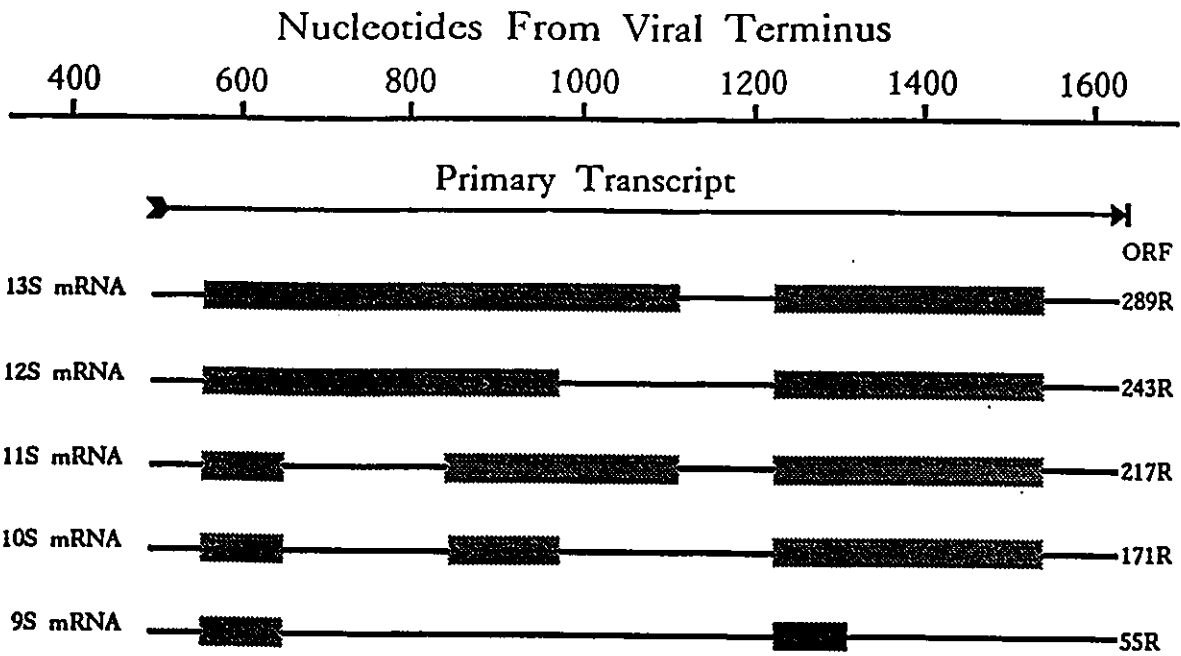 Nucleotides From Viral Terminus
400 600 800 1000 1200 1400 1600
Primary Transcript
ORF
13S mRNA 289R
12S mRNA 243R
11S mRNA 217R
10S mRNA 171R
9S mRNA 55R